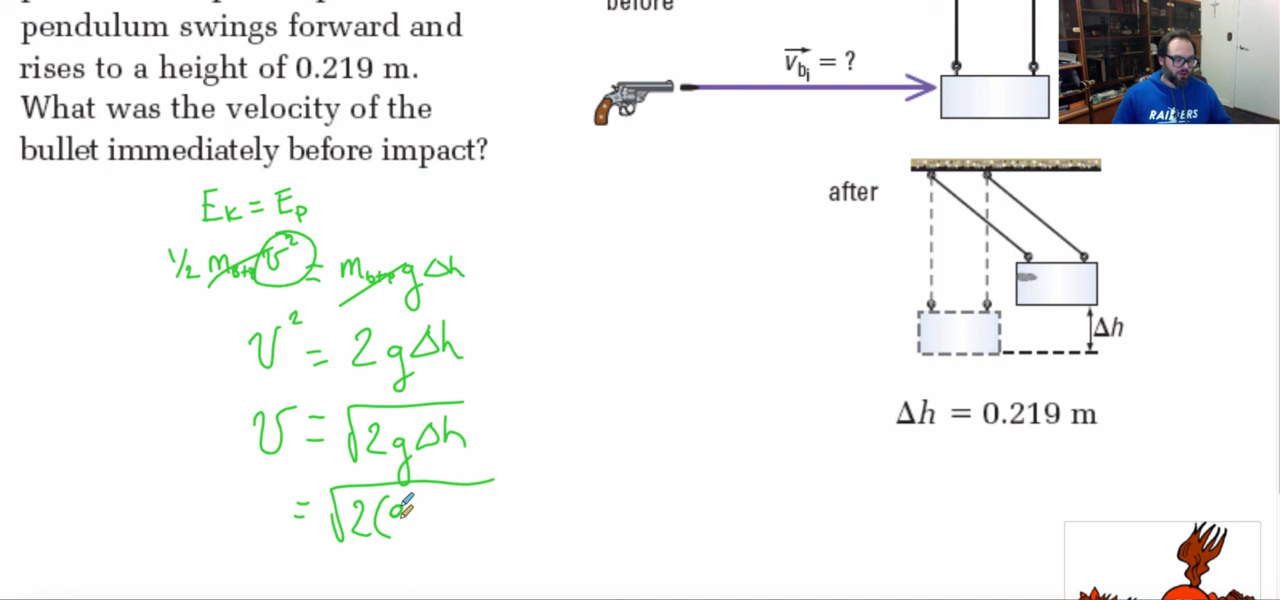 before
pendulum swings forward and
rises to a height of 0.219 m.
What was the velocity of the
bullet immediately before impact?
v⃗bᵢ = ?
RAIDERS
after
Δh
Δh = 0.219 m
Eₖ = Eₚ
1/2 v² = g Δh
v² = 2gΔh
v = √2gΔh
= √2(